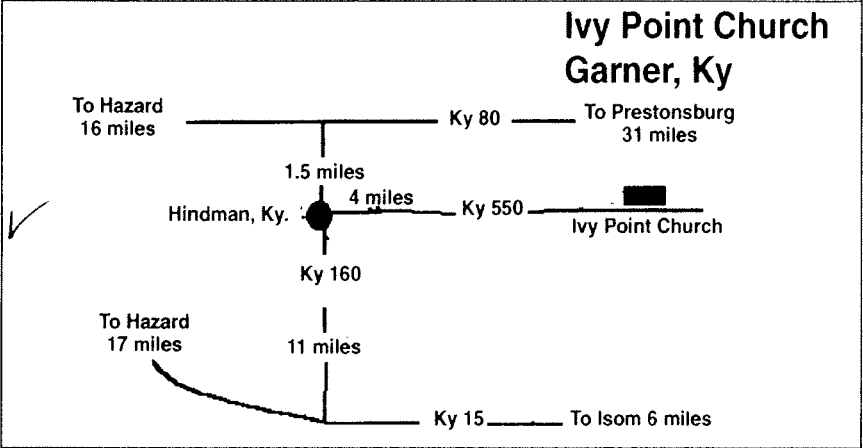 Ivy Point Church
Garner, Ky
To Hazard
16 miles
Ky 80
To Prestonsburg
31 miles
1.5 miles
4 miles
Hindman, Ky.
Ky 550
Ivy Point Church
Ky 160
To Hazard
17 miles
11 miles
Ky 15
To Isom 6 miles